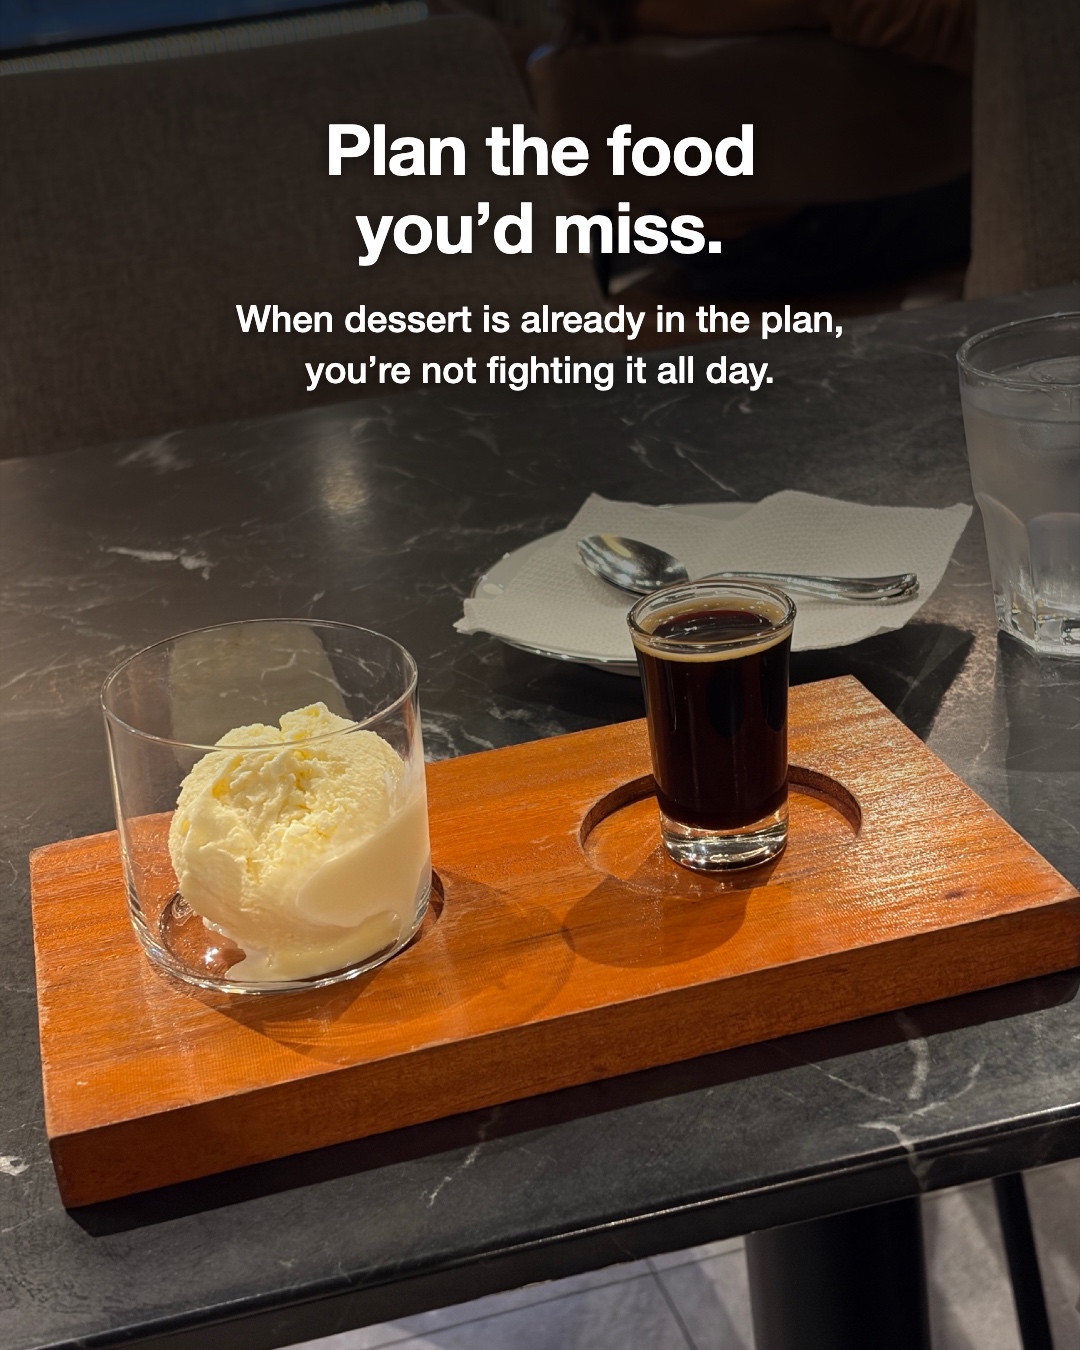 Plan the food
you’d miss.
When dessert is already in the plan,
you’re not fighting it all day.